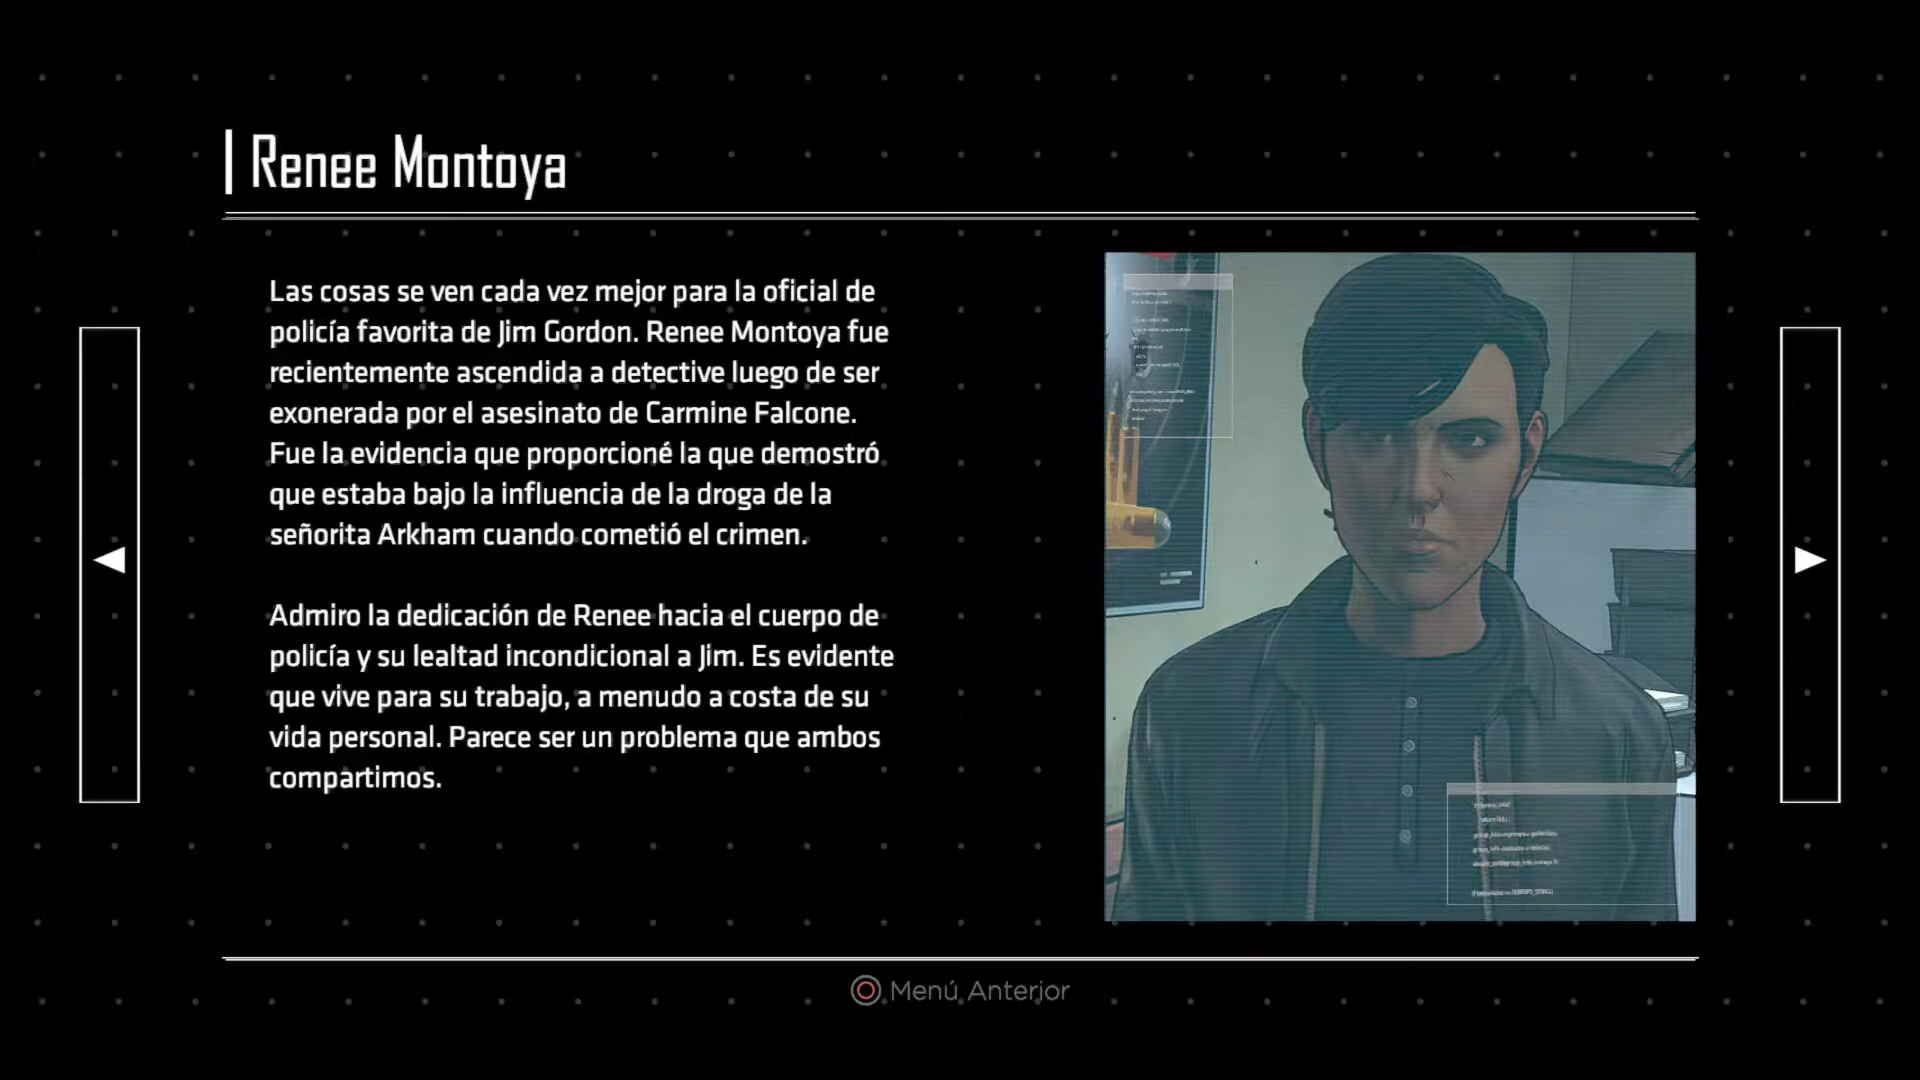 Renee Montoya
Las cosas se ven cada vez mejor para la oficial de
policía favorita de Jim Gordon. Renee Montoya fue
recientemente ascendida a detective luego de ser
exonerada por el asesinato de Carmine Falcone.
Fue la evidencia que proporcioné la que demostró
que estaba bajo la influencia de la droga de la
señorita Arkham cuando cometió el crimen.
Admiro la dedicación de Renee hacia el cuerpo de
policía y su lealtad incondicional a Jim. Es evidente
que vive para su trabajo, a menudo a costa de su
vida personal. Parece ser un problema que ambos
compartimos.
Menú Anterior